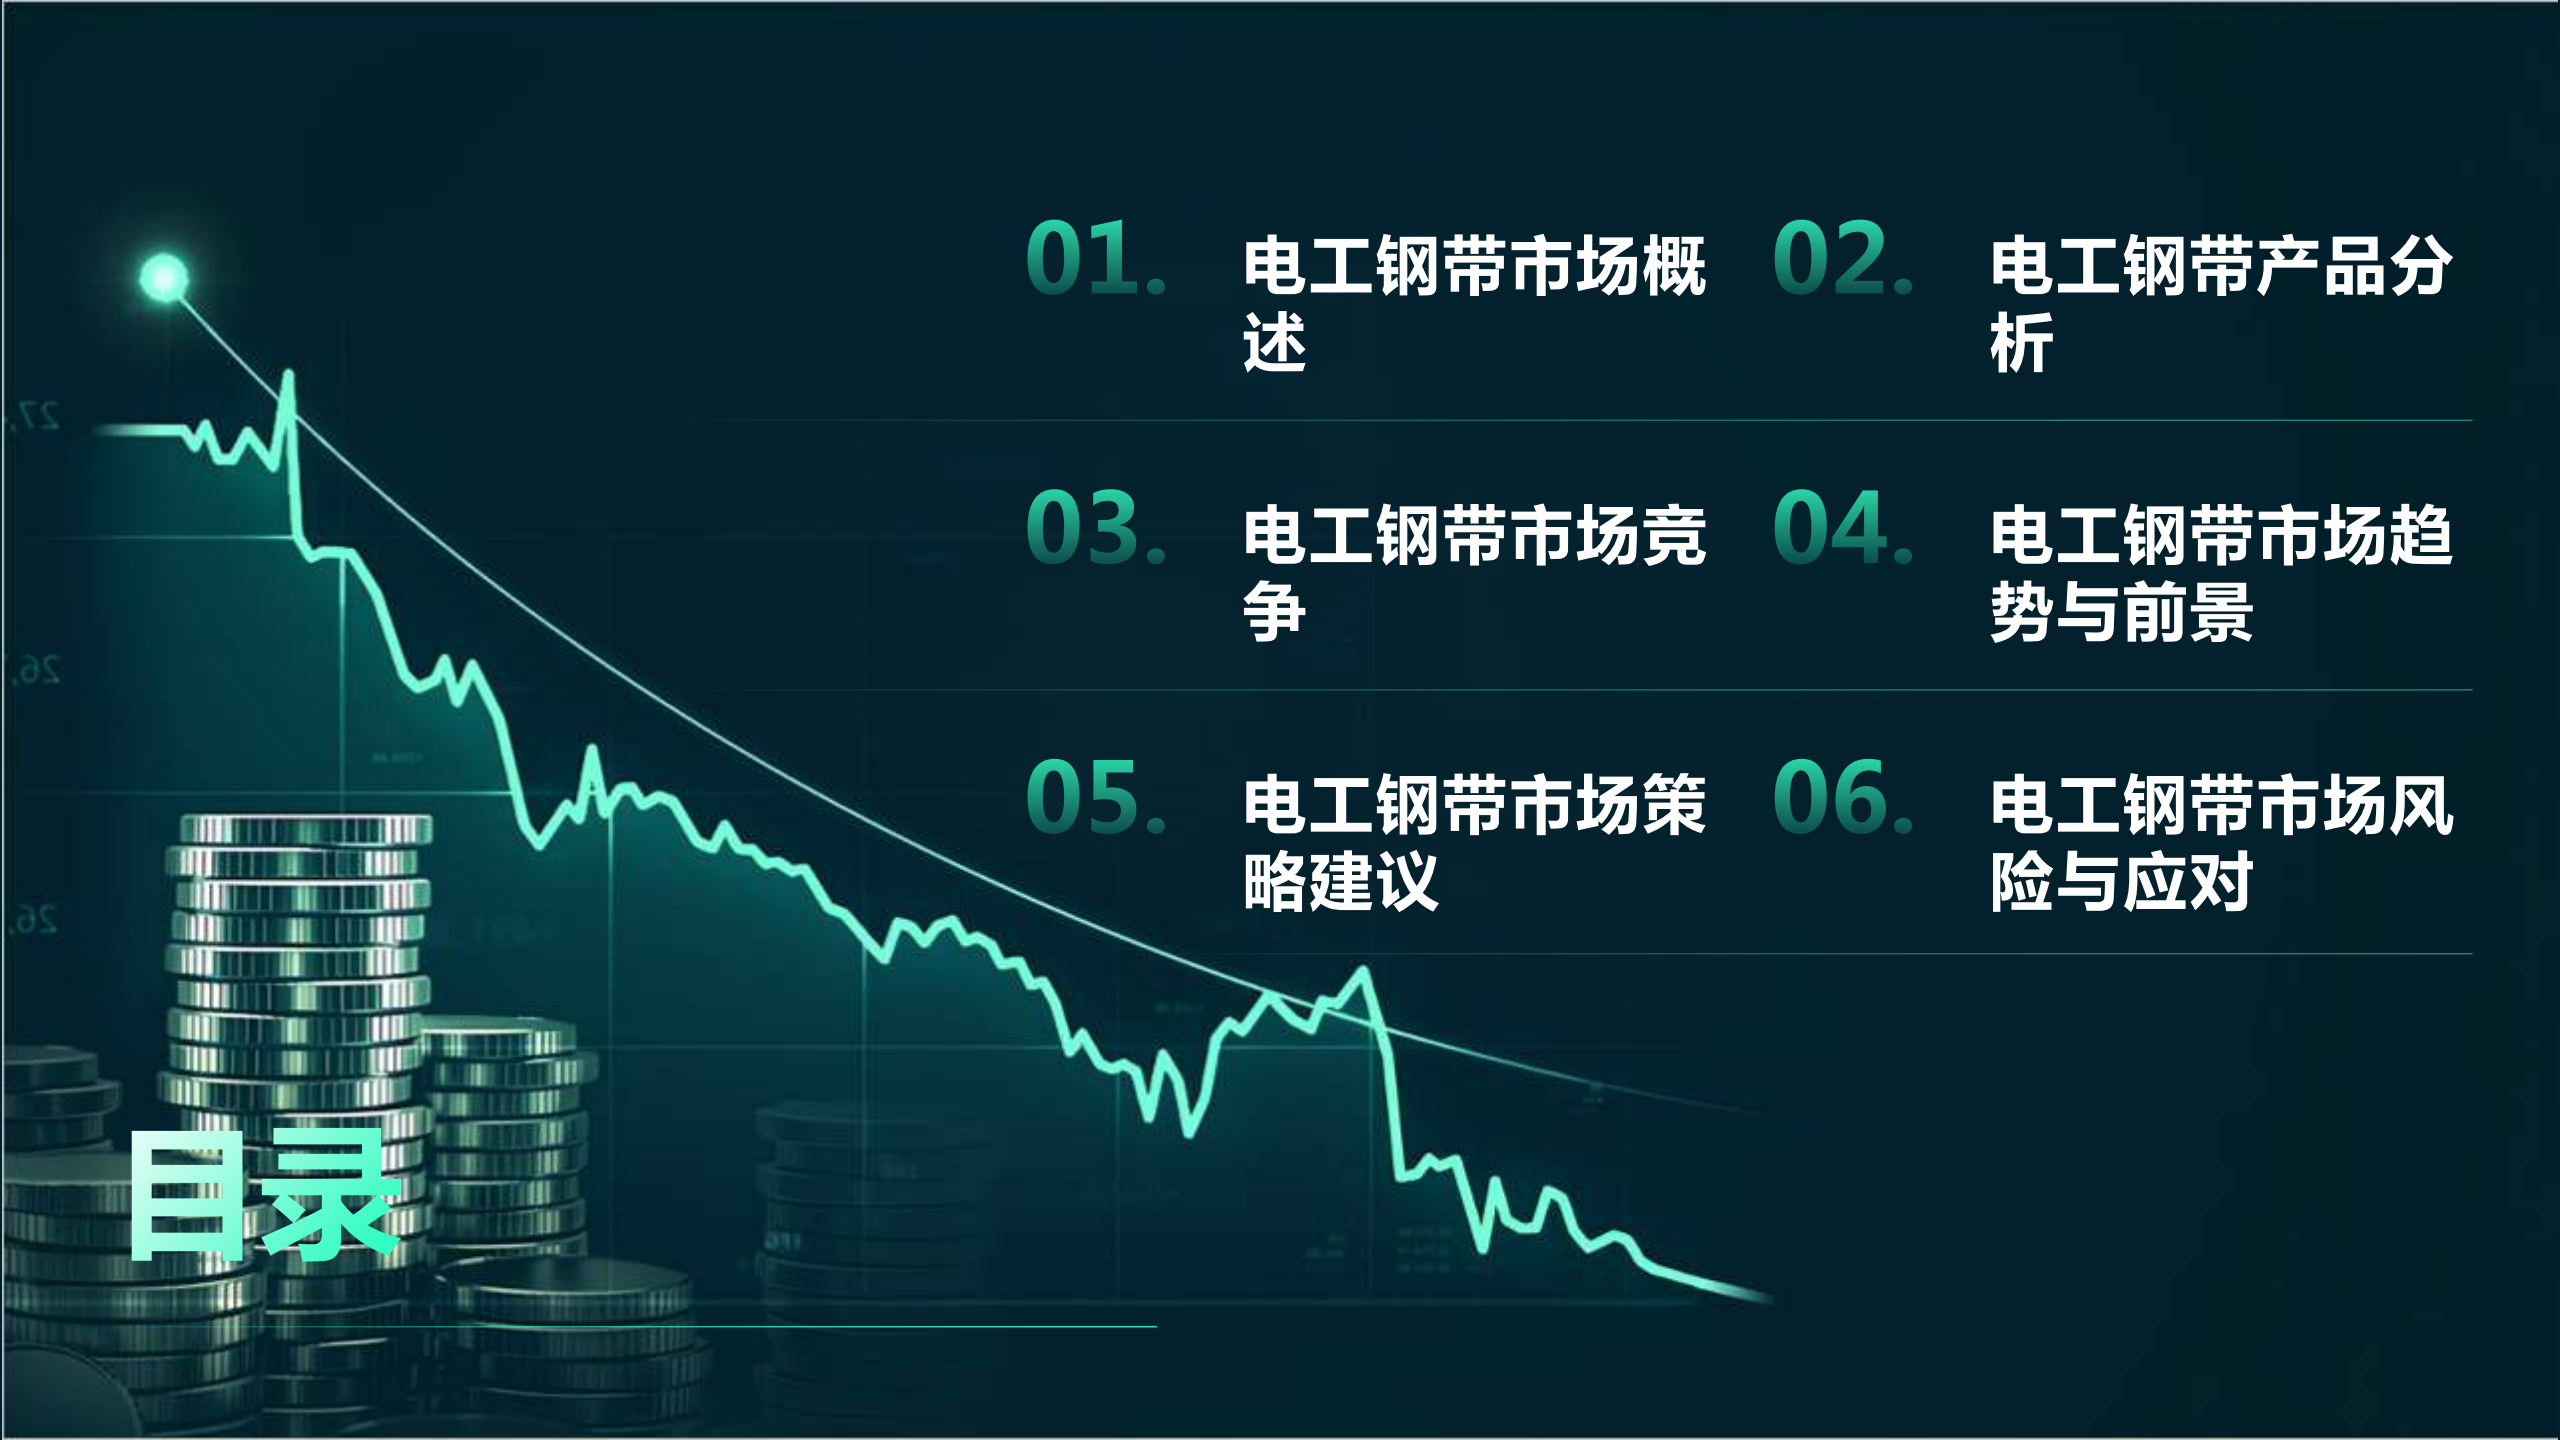 01.
电工钢带市场概
述
02.
电工钢带产品分
析
03.
电工钢带市场竞
争
04.
电工钢带市场趋
势与前景
05.
电工钢带市场策
略建议
06.
电工钢带市场风
险与应对
目录